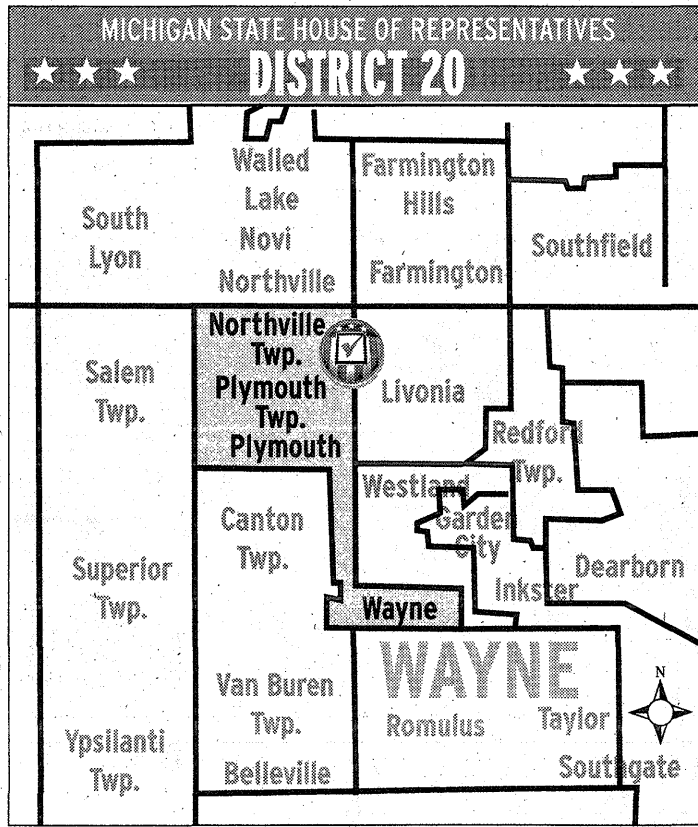 MICHIGAN STATE HOUSE OF REPRESENTATIVES
DISTRICT 20
Walled
Lake
Novi
Northville
Farmington
Hills
Farmington
South
Lyon
Southfield
Northville
Twp.
Plymouth
Twp.
Plymouth
Salem
Twp.
Livonia
Redford
Twp.
Westland
Garden
City
Canton
Twp.
Superior
Twp.
Inkster
Dearborn
Wayne
WAYNE
N
Van Buren
Twp.
Belleville
Romulus
Taylor
Southgate
Ypsilanti
Twp.